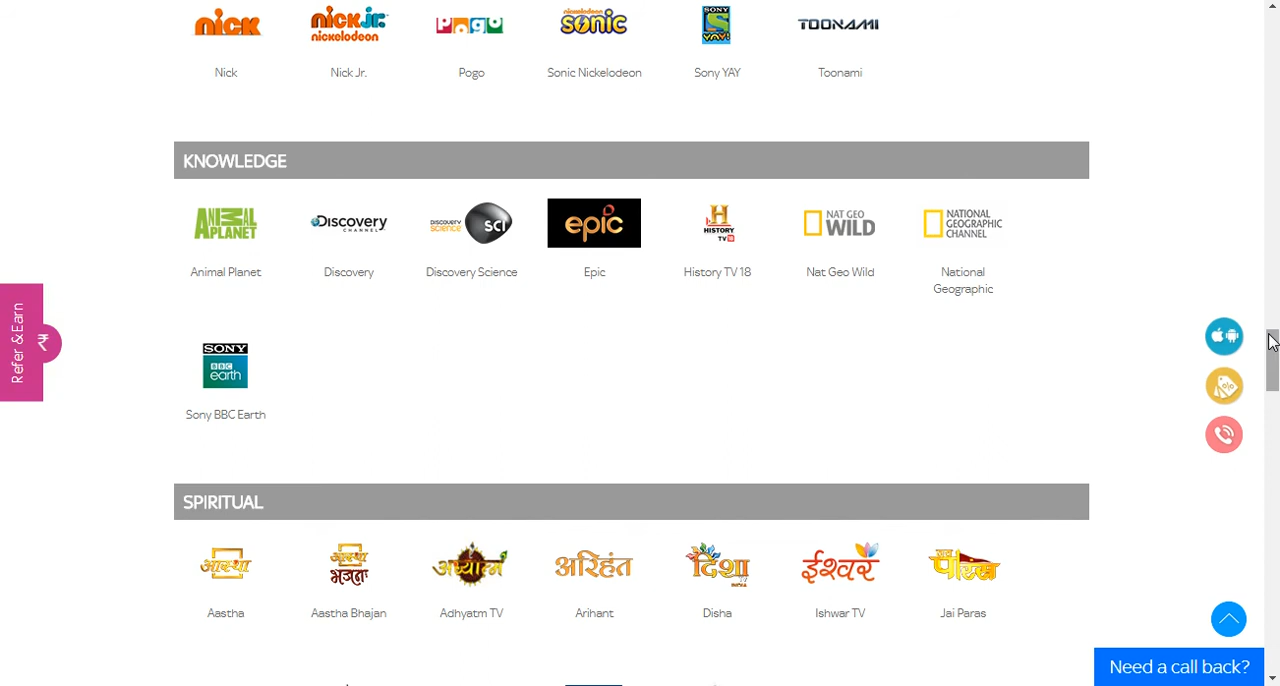 nick
nick jr.
nickelodeon
POGO
nickelodeon
SONIC
SONY
S
YAY!
TOONAMI
Nick
Nick Jr.
Pogo
Sonic Nickelodeon
Sony YAY
Toonami
KNOWLEDGE
ANIMAL
PLANET
Discovery
CHANNEL
DISCOVERY
SCIENCE
SCI
epic
H
HISTORY
TV18
NAT GEO
WILD
NATIONAL
GEOGRAPHIC
CHANNEL
Animal Planet
Discovery
Discovery Science
Epic
History TV 18
Nat Geo Wild
National
Geographic
Refer & Earn
₹
%
SONY
BBC
earth
Sony BBC Earth
SPIRITUAL
आस्था
आस्था
भजन
अध्यात्म
अरिहंत
दिशा
INDIA
ईश्वर
पारस
Aastha
Aastha Bhajan
Adhyatm TV
Arihant
Disha
Ishwar TV
Jai Paras
Need a call back?